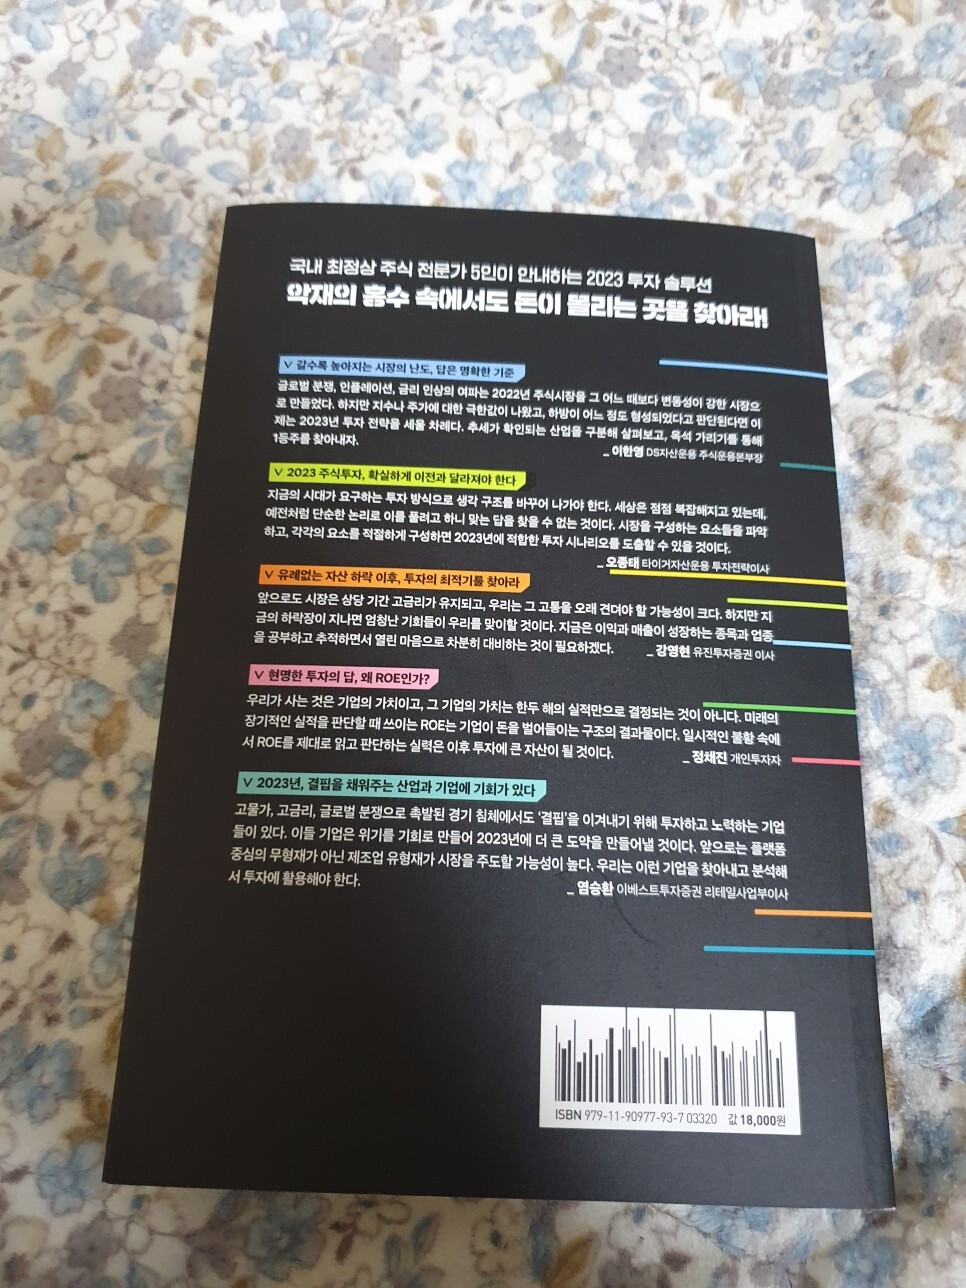 국내 최정상 주식 전문가 5인이 안내하는 2023 투자 솔루션
악재의 홍수 속에서도 돈이 몰리는 곳을 찾아라!
∨ 갈수록 높아지는 시장의 난도, 답은 명확한 기준
글로벌 분쟁, 인플레이션, 금리 인상의 여파는 2022년 주식시장을 그 어느 때보다 변동성이 강한 시장으
로 만들었다. 하지만 지수나 주가에 대한 극한값이 나왔고, 하방이 어느 정도 형성되었다고 판단된다면 이
제는 2023년 투자 전략을 세울 차례다. 추세가 확인되는 산업을 구분해 살펴보고, 옥석 가리기를 통해
1등주를 찾아내자.
_ 이한영 DS자산운용 주식운용본부장
∨ 2023 주식투자, 확실하게 이전과 달라져야 한다
지금의 시대가 요구하는 투자 방식으로 생각 구조를 바꾸어 나가야 한다. 세상은 점점 복잡해지고 있는데,
예전처럼 단순한 논리로 이를 풀려고 하니 맞는 답을 찾을 수 없는 것이다. 시장을 구성하는 요소들을 파악
하고, 각각의 요소를 적절하게 구성하면 2023년에 적합한 투자 시나리오를 도출할 수 있을 것이다.
_ 오종태 타이거자산운용 투자전략이사
∨ 유례없는 자산 하락 이후, 투자의 최적기를 찾아라
앞으로도 시장은 상당 기간 고금리가 유지되고, 우리는 그 고통을 오래 견뎌야 할 가능성이 크다. 하지만 지
금의 하락장이 지나면 엄청난 기회들이 우리를 맞이할 것이다. 지금은 이익과 매출이 성장하는 종목과 업종
을 공부하고 추적하면서 열린 마음으로 차분히 대비하는 것이 필요하겠다. _ 강영현 유진투자증권 이사
∨ 현명한 투자의 답, 왜 ROE인가?
우리가 사는 것은 기업의 가치이고, 그 기업의 가치는 한두 해의 실적만으로 결정되는 것이 아니다. 미래의
장기적인 실적을 판단할 때 쓰이는 ROE는 기업이 돈을 벌어들이는 구조의 결과물이다. 일시적인 불황 속에
서 ROE를 제대로 읽고 판단하는 실력은 이후 투자에 큰 자산이 될 것이다. _ 정채진 개인투자자
∨ 2023년, 결핍을 채워주는 산업과 기업에 기회가 있다
고물가, 고금리, 글로벌 분쟁으로 촉발된 경기 침체에서도 '결핍'을 이겨내기 위해 투자하고 노력하는 기업
들이 있다. 이들 기업은 위기를 기회로 만들어 2023년에 더 큰 도약을 만들어낼 것이다. 앞으로는 플랫폼
중심의 무형재가 아닌 제조업 유형재가 시장을 주도할 가능성이 높다. 우리는 이런 기업을 찾아내고 분석해
서 투자에 활용해야 한다. _ 염승환 이베스트투자증권 리테일사업부이사
ISBN 979-11-90977-93-7 03320 값 18,000원